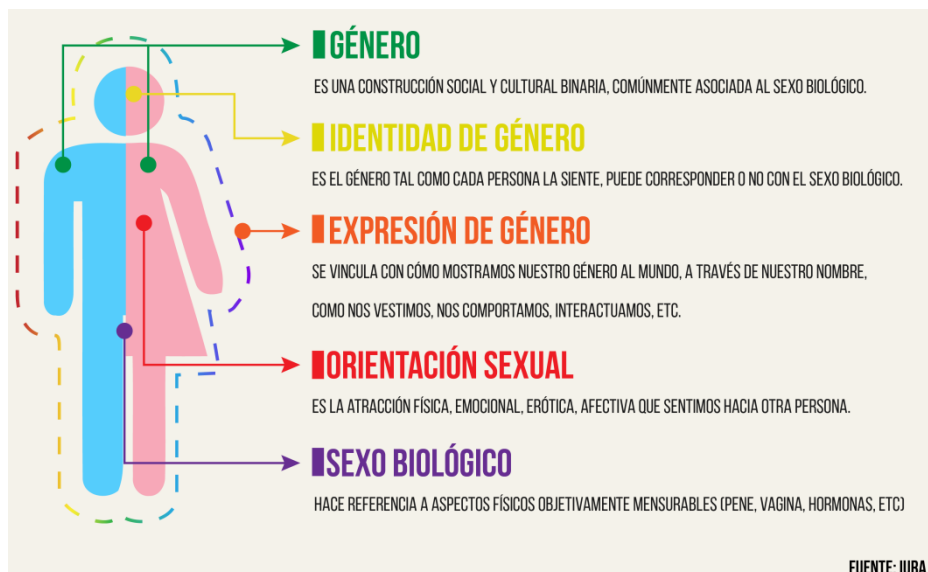 GÉNERO
ES UNA CONSTRUCCIÓN SOCIAL Y CULTURAL BINARIA, COMÚNMENTE ASOCIADA AL SEXO BIOLÓGICO.
IDENTIDAD DE GÉNERO
ES EL GÉNERO TAL COMO CADA PERSONA LA SIENTE, PUEDE CORRESPONDER O NO CON EL SEXO BIOLÓGICO.
EXPRESIÓN DE GÉNERO
SE VINCULA CON CÓMO MOSTRAMOS NUESTRO GÉNERO AL MUNDO, A TRAVÉS DE NUESTRO NOMBRE,
COMO NOS VESTIMOS, NOS COMPORTAMOS, INTERACTUAMOS, ETC.
ORIENTACIÓN SEXUAL
ES LA ATRACCIÓN FÍSICA, EMOCIONAL, ERÓTICA, AFECTIVA QUE SENTIMOS HACIA OTRA PERSONA.
SEXO BIOLÓGICO
HACE REFERENCIA A ASPECTOS FÍSICOS OBJETIVAMENTE MENSURABLES (PENE, VAGINA, HORMONAS, ETC)
FUENTE: